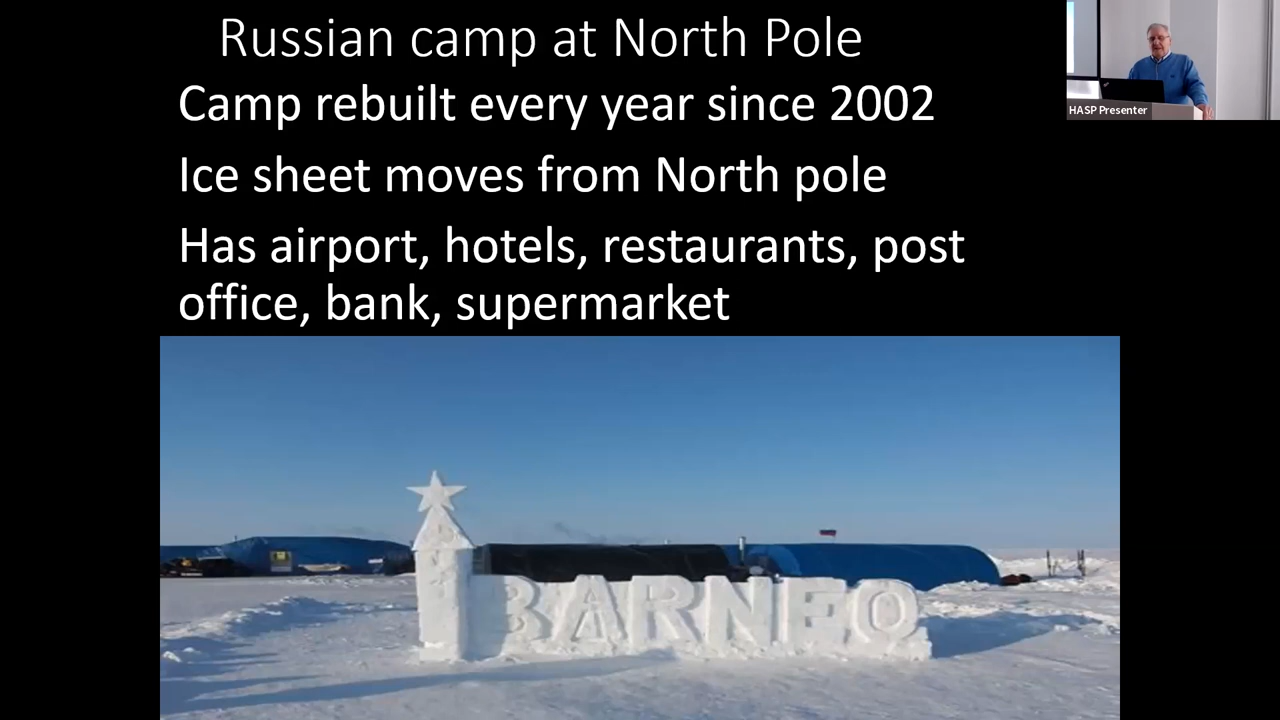 Russian camp at North Pole
HASP Presenter
Camp rebuilt every year since 2002
Ice sheet moves from North pole
Has airport, hotels, restaurants, post
office, bank, supermarket
BARNEO